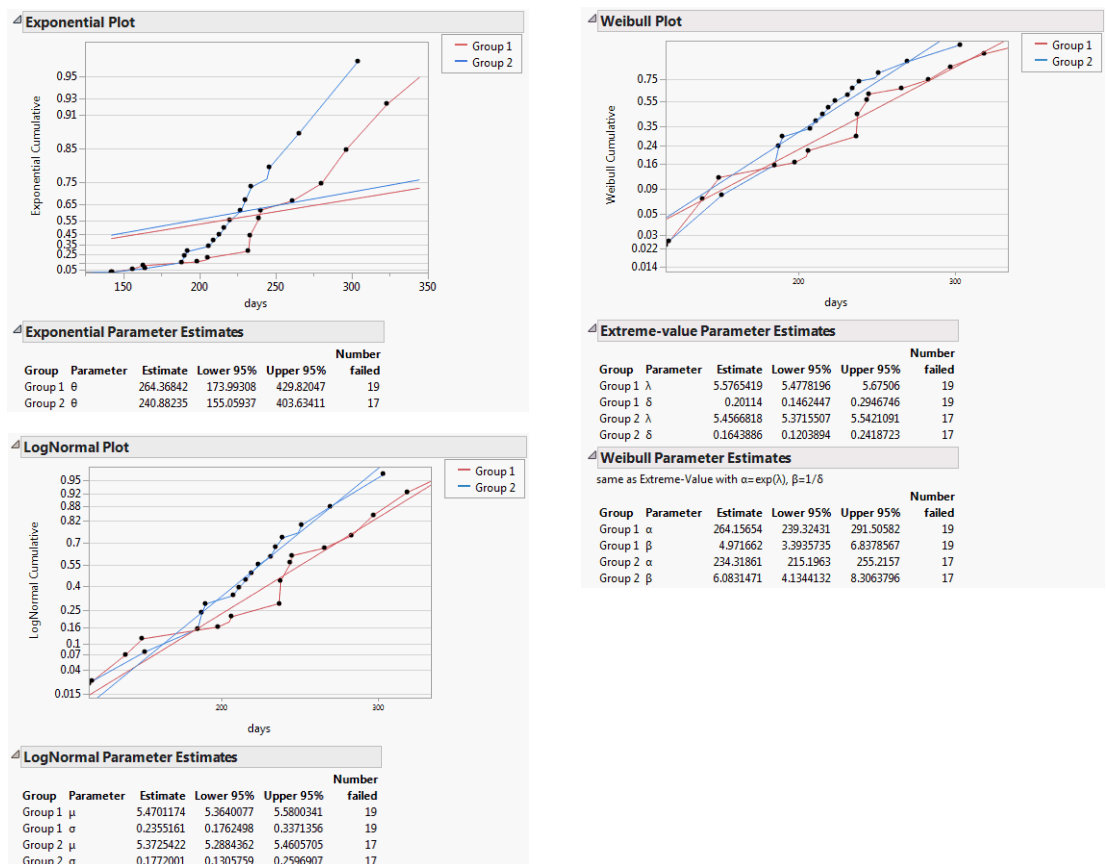 Exponential Plot
Group 1
Group 2
0.95
0.93
0.91
0.85
0.75
0.65
0.55
0.45
0.35
0.25
0.05
Exponential Cumulative
150 200 250 300 350
days
Exponential Parameter Estimates
Number
Group Parameter Estimate Lower 95% Upper 95% failed
Group 1 θ 264.36842 173.99308 429.82047 19
Group 2 θ 240.88235 155.05937 403.63411 17
LogNormal Plot
Group 1
Group 2
0.95
0.92
0.88
0.82
0.7
0.55
0.4
0.25
0.16
0.1
0.07
0.04
0.015
LogNormal Cumulative
200 300
days
LogNormal Parameter Estimates
Number
Group Parameter Estimate Lower 95% Upper 95% failed
Group 1 μ 5.4701174 5.3640077 5.5800341 19
Group 1 σ 0.2355161 0.1762498 0.3371356 19
Group 2 μ 5.3725422 5.2884362 5.4605705 17
Group 2 σ 0.1772001 0.1305759 0.2596907 17
Weibull Plot
Group 1
Group 2
0.75
0.55
0.35
0.24
0.16
0.09
0.05
0.03
0.022
0.014
Weibull Cumulative
200 300
days
Extreme-value Parameter Estimates
Number
Group Parameter Estimate Lower 95% Upper 95% failed
Group 1 λ 5.5765419 5.4778196 5.67506 19
Group 1 δ 0.20114 0.1462447 0.2946746 19
Group 2 λ 5.4566818 5.3715507 5.5421091 17
Group 2 δ 0.1643886 0.1203894 0.2418723 17
Weibull Parameter Estimates
same as Extreme-Value with α=exp(λ), β=1/δ
Number
Group Parameter Estimate Lower 95% Upper 95% failed
Group 1 α 264.15654 239.32431 291.50582 19
Group 1 β 4.971662 3.3935735 6.8378567 19
Group 2 α 234.31861 215.1963 255.2157 17
Group 2 β 6.0831471 4.1344132 8.3063796 17